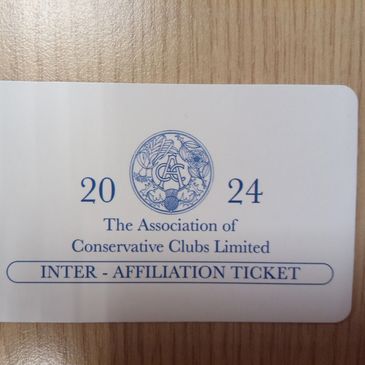 20 24
The Association of
Conservative Clubs Limited
INTER - AFFILIATION TICKET